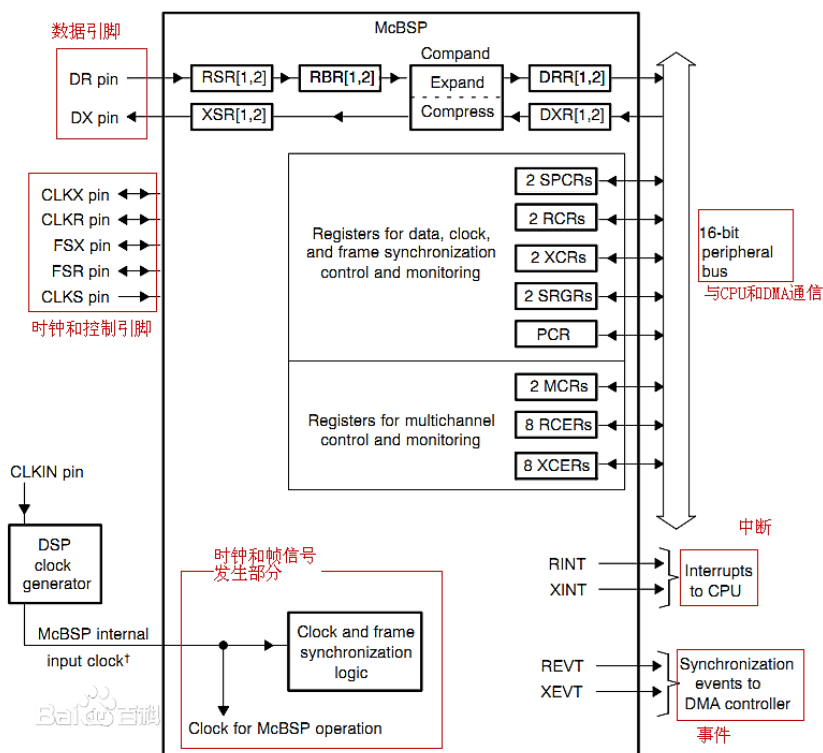 数据引脚
McBSP
Compand
DR pin
RSR[1,2]
RBR[1,2]
Expand
DRR[1,2]
DX pin
XSR[1,2]
Compress
DXR[1,2]
CLKX pin
CLKR pin
FSX pin
FSR pin
CLKS pin
时钟和控制引脚
Registers for data, clock,
and frame synchronization
control and monitoring
2 SPCRs
2 RCRs
2 XCRs
2 SRGRs
PCR
16-bit
peripheral
bus
与CPU和DMA通信
Registers for multichannel
control and monitoring
2 MCRs
8 RCERs
8 XCERs
CLKIN pin
DSP
clock
generator
McBSP internal
input clock†
时钟和帧信号
发生部分
Clock and frame
synchronization
logic
Clock for McBSP operation
中断
RINT
XINT
Interrupts
to CPU
REVT
XEVT
Synchronization
events to
DMA controller
事件
Bai百科